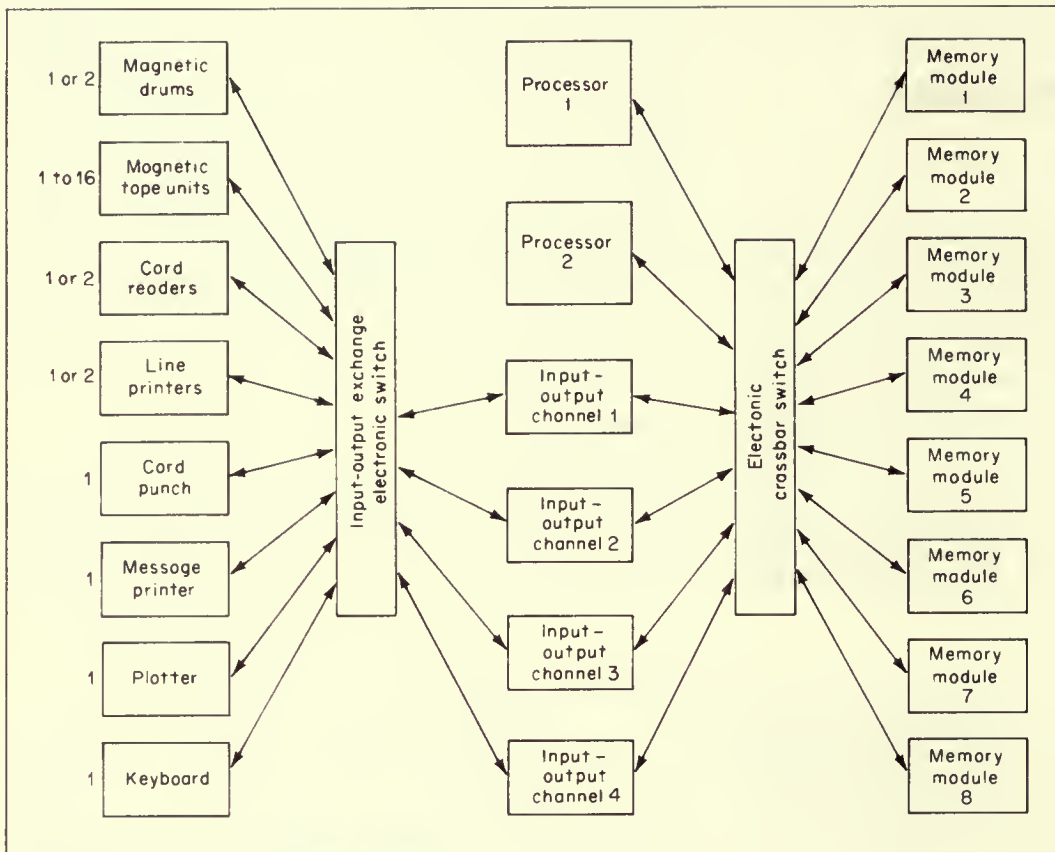 1 or 2
Magnetic
drums
1 to 16
Mognetic
tope units
1 or 2
Cord
reoders
1 or 2
Line
printers
1
Cord
punch
1
Messoge
printer
1
Plotter
1
Keyboard
Input-output exchange
electronic switch
Processor
1
Processor
2
Input-
output
channel 1
Input-
output
channel 2
Input-
output
channel 3
Input-
output
channel 4
Electonic
crossbar switch
Memory
module
1
Memory
module
2
Memory
module
3
Memory
module
4
Memory
module
5
Memory
madule
6
Memory
module
7
Memory
module
8